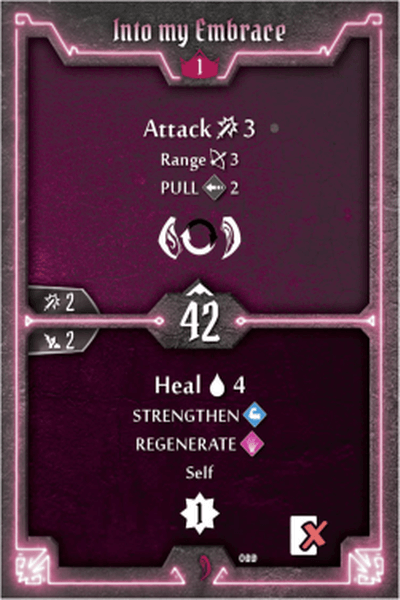 Into my Embrace
1
Attack 3
Range 3
PULL 2
2
42
2
Heal 4
STRENGTHEN
REGENERATE
Self
1